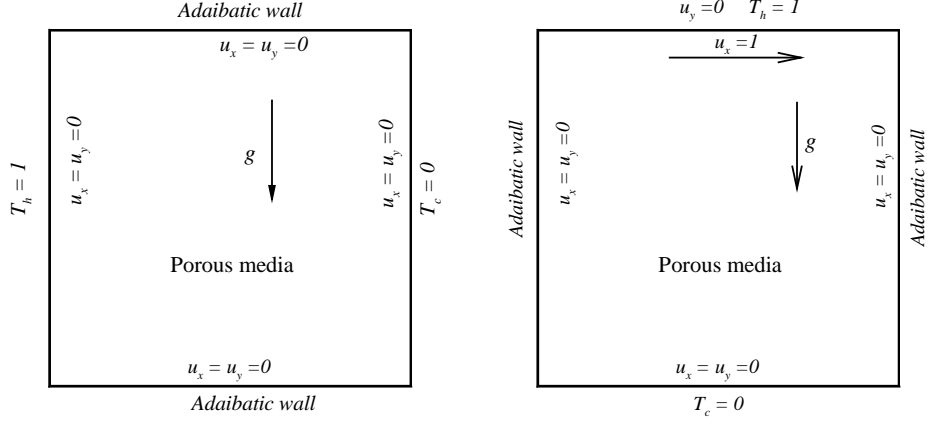 Adaibatic wall
u_x = u_y =0
T_h = 1
u_x = u_y =0
g
u_x = u_y =0
T_c = 0
Porous media
u_x = u_y =0
Adaibatic wall
u_y =0 T_h = 1
u_x =1
Adaibatic wall
u_x = u_y =0
g
u_x = u_y =0
Adaibatic wall
Porous media
u_x = u_y =0
T_c = 0